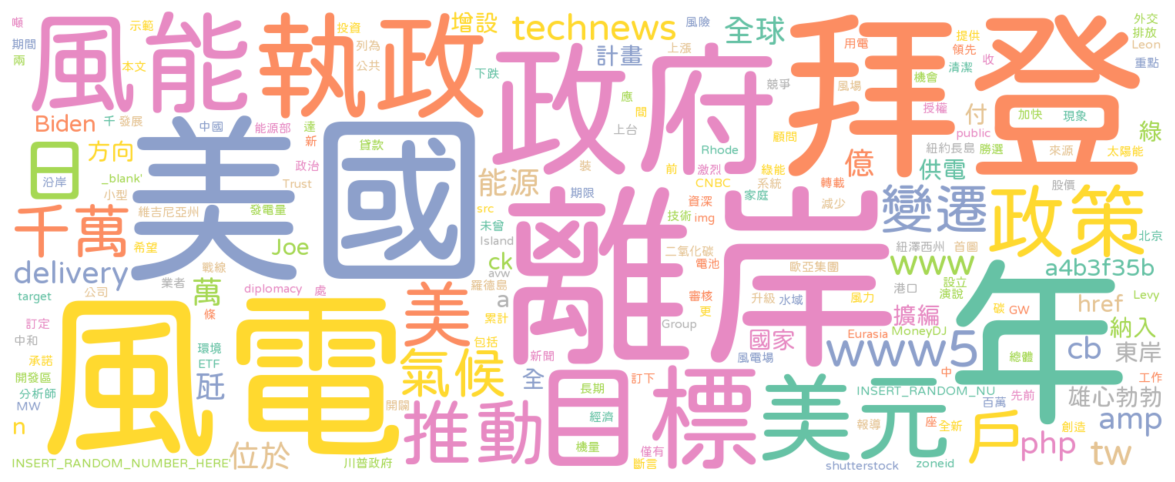 噸
示範
投資
增設
technews
全球
風險
上漲
用電
提供
領先
收
外交
排放
Leon
重點
期間
兩
風能
本文
執政
列為
公共
下跌
計畫
政府
競爭
拜登
機會
清潔
風場
授權
public
加快
現象
綠
Biden
千
發展
中國
能源部
達
新
應
間
上台
顧問
億
付
紐約長島
勝選
來源
太陽能
日
沿岸
方向
_blank'
小型
美國
政治
貸款
Trust
能源
期限
前
激烈
Rhode
CNBC
裝
綠能
系統
家庭
資深
轉載
減少
供電
股價
千萬
維吉尼亞州
發電量
希望
Joe
src
未曾
Island
離岸
技術
img
二氧化碳
電池
變遷
紐澤西州
首圖
政策
北京
delivery
target
戰線
業者
萬
條
公司
diplomacy
處
ck
avw
羅德島
a
累計
Group
審核
更
歐亞集團
升級
水域
風力
港口
www
設立
演說
a4b3f35b
href
Levy
碳
GW
訂定
中和
承諾
開發區
分析師
MW
風電
環境
ETF
瓩
美
氣候
包括
新聞
全
國家
風電場
Eurasia
MoneyDJ
擴編
www5
中
年
總體
納入
cb
東岸
工作
先前
雄心勃勃
n
開闢
推動
目標
長期
經濟
機量
訂下
僅有
斷言
美元
INSERT_RANDOM_NU
百萬
報導
座
全新
戶
創造
amp
php
tw
INSERT_RANDOM_NUMBER_HERE'
位於
川普政府
shutterstock
zoneid